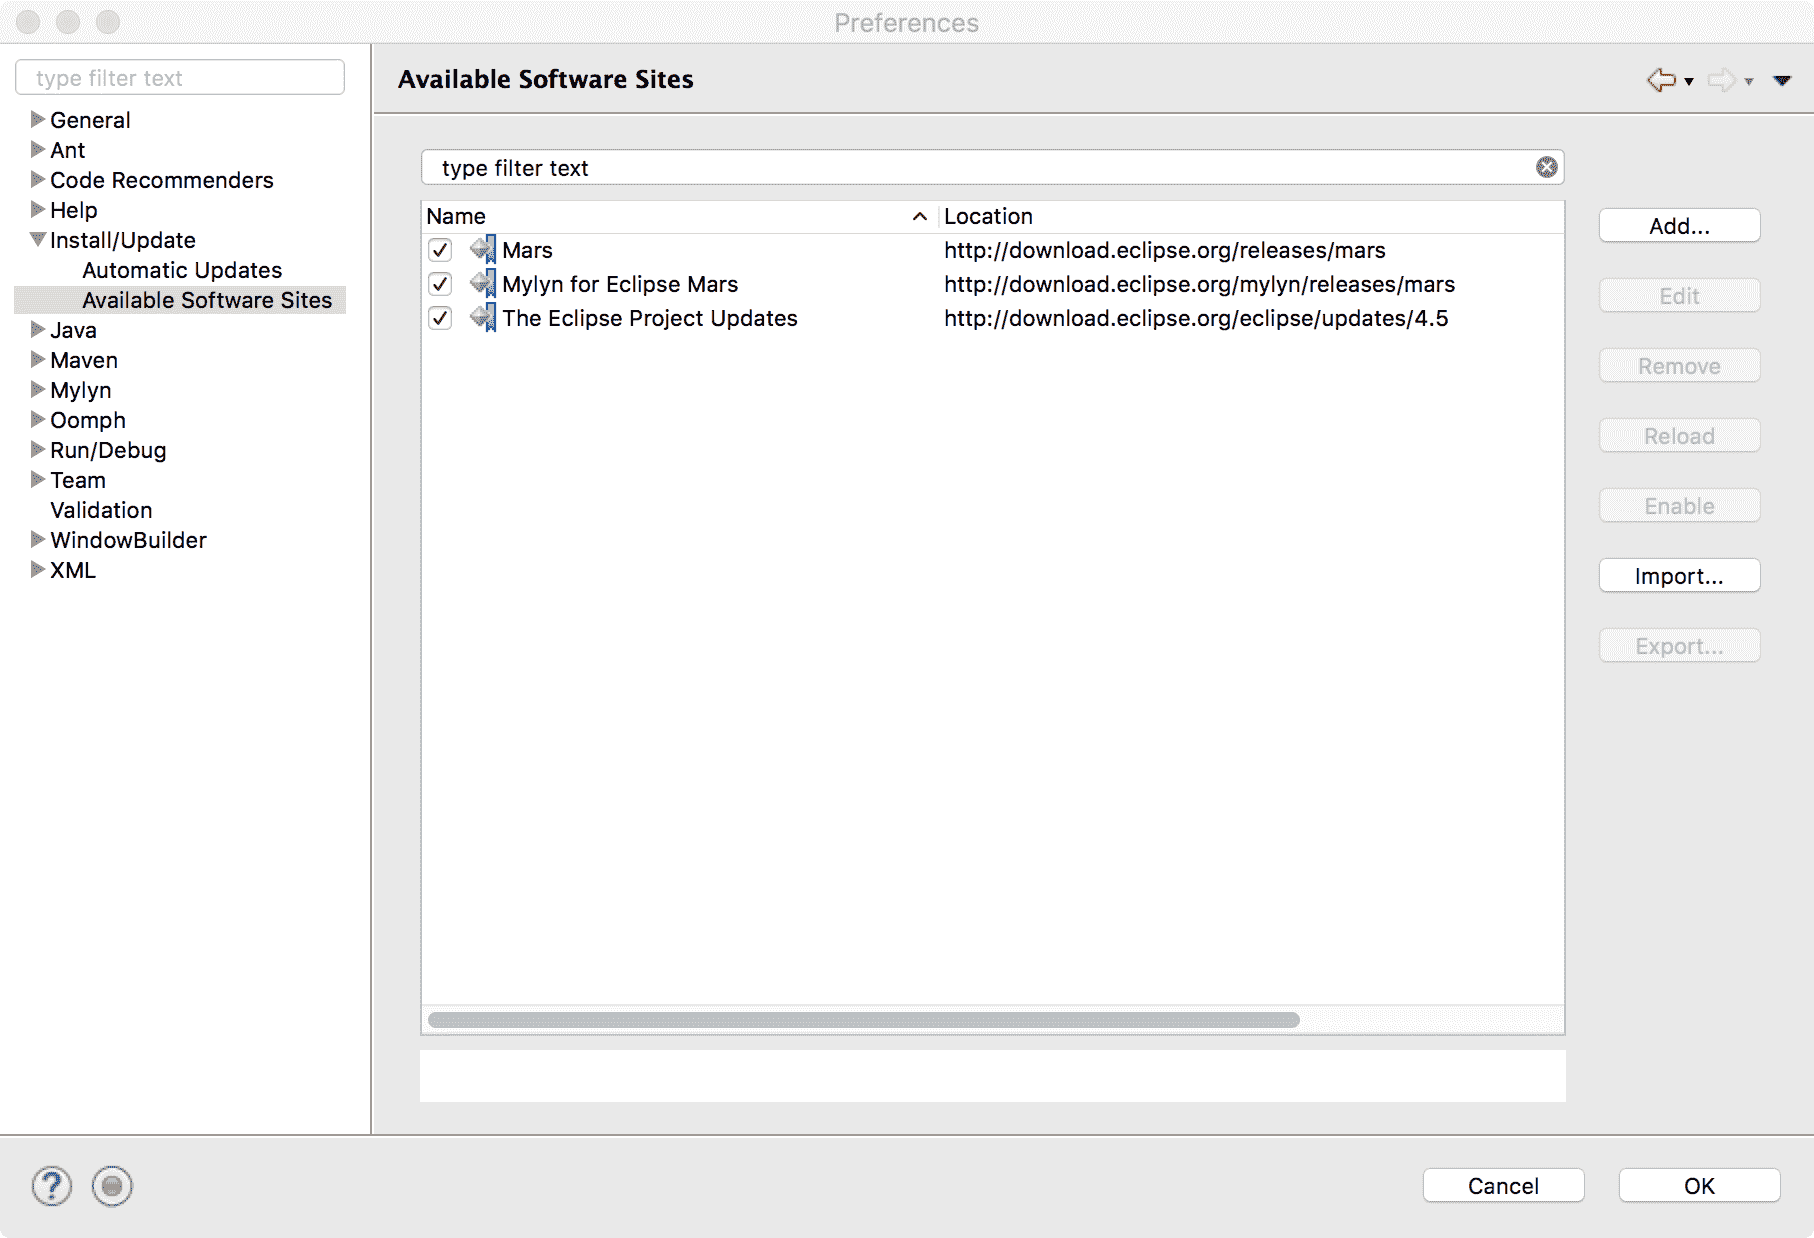 Preferences
type filter text
General
Ant
Code Recommenders
Help
Install/Update
Automatic Updates
Available Software Sites
Java
Maven
Mylyn
Oomph
Run/Debug
Team
Validation
WindowBuilder
XML
Available Software Sites
type filter text
Name Location
Mars http://download.eclipse.org/releases/mars
Mylyn for Eclipse Mars http://download.eclipse.org/mylyn/releases/mars
The Eclipse Project Updates http://download.eclipse.org/eclipse/updates/4.5
Add...
Edit
Remove
Reload
Enable
Import...
Export...
?
Cancel OK